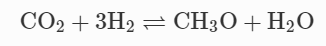 CO₂ + 3H₂ ⇌ CH₃O + H₂O